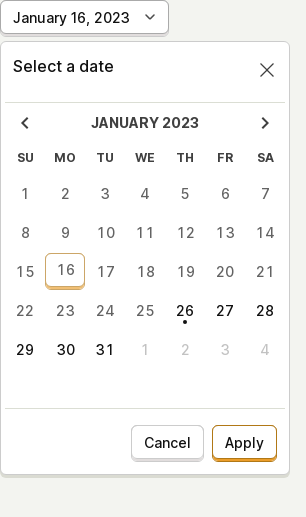 January 16, 2023
Select a date
JANUARY 2023
SU MO TU WE TH FR SA
1 2 3 4 5 6 7
8 9 10 11 12 13 14
15 16 17 18 19 20 21
22 23 24 25 26 27 28
29 30 31 1 2 3 4
Cancel Apply